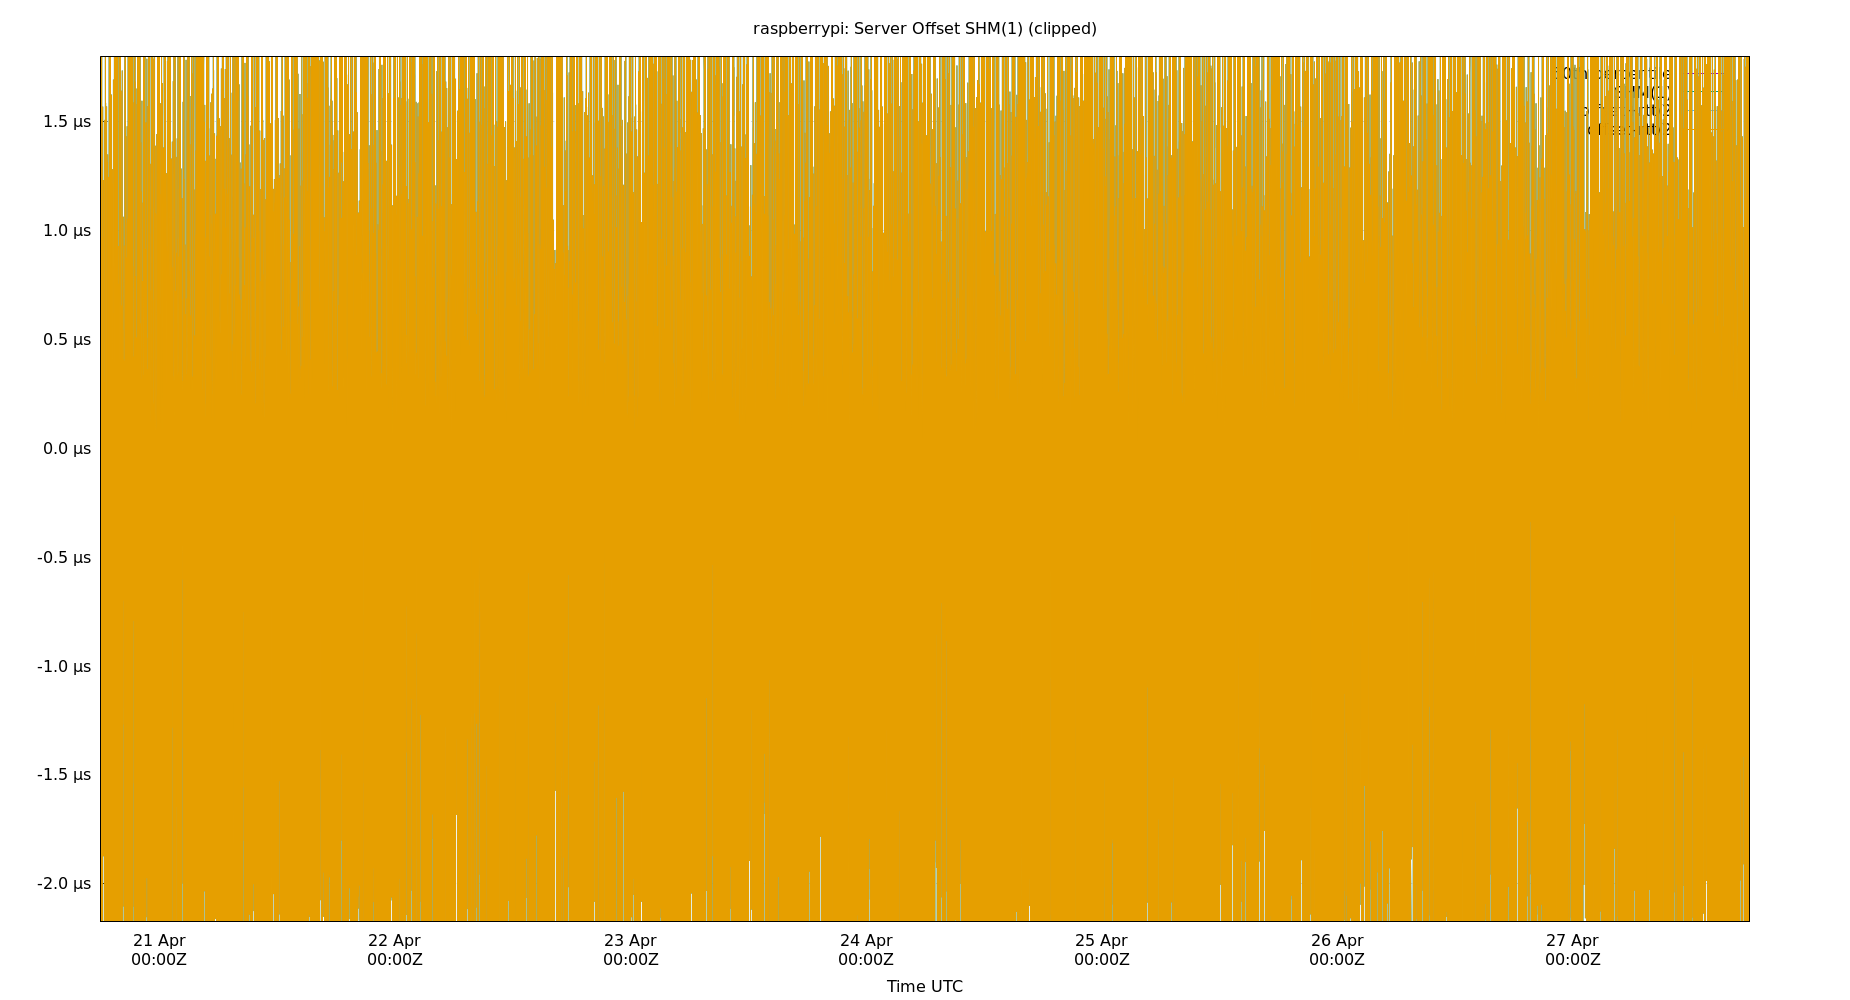 raspberrypi: Server Offset SHM(1) (clipped)
1.5 µs
1.0 µs
0.5 µs
0.0 µs
-0.5 µs
-1.0 µs
-1.5 µs
-2.0 µs
21 Apr 22 Apr 23 Apr 24 Apr 25 Apr 26 Apr 27 Apr
00:00Z 00:00Z 00:00Z 00:00Z 00:00Z 00:00Z 00:00Z
Time UTC